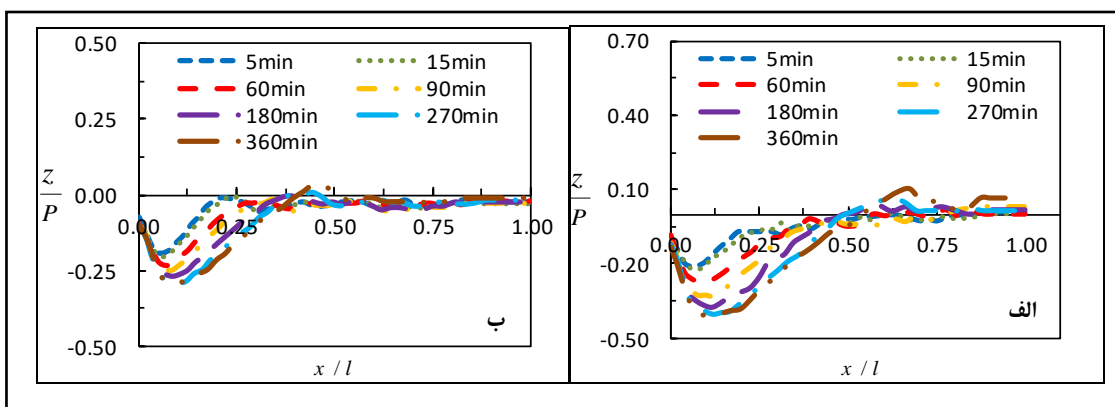 0.50
0.25
0.00
-0.25
-0.50
z
P
5min 15min
60min 90min
180min 270min
360min
0.00 0.25 0.50 0.75 1.00
x / l
ب
0.70
0.40
0.10
-0.20
-0.50
z
P
5min 15min
60min 90min
180min 270min
360min
0.00 0.25 0.50 0.75 1.00
x / l
الف